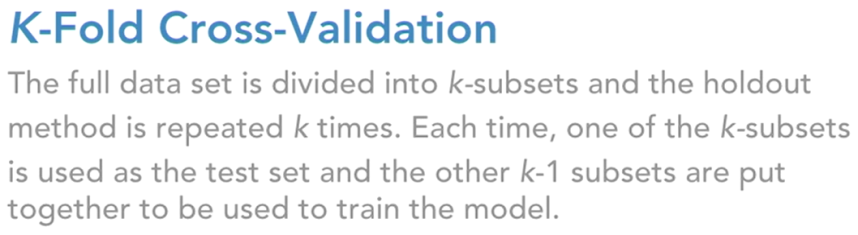 K-Fold Cross-Validation
The full data set is divided into k-subsets and the holdout
method is repeated k times. Each time, one of the k-subsets
is used as the test set and the other k-1 subsets are put
together to be used to train the model.